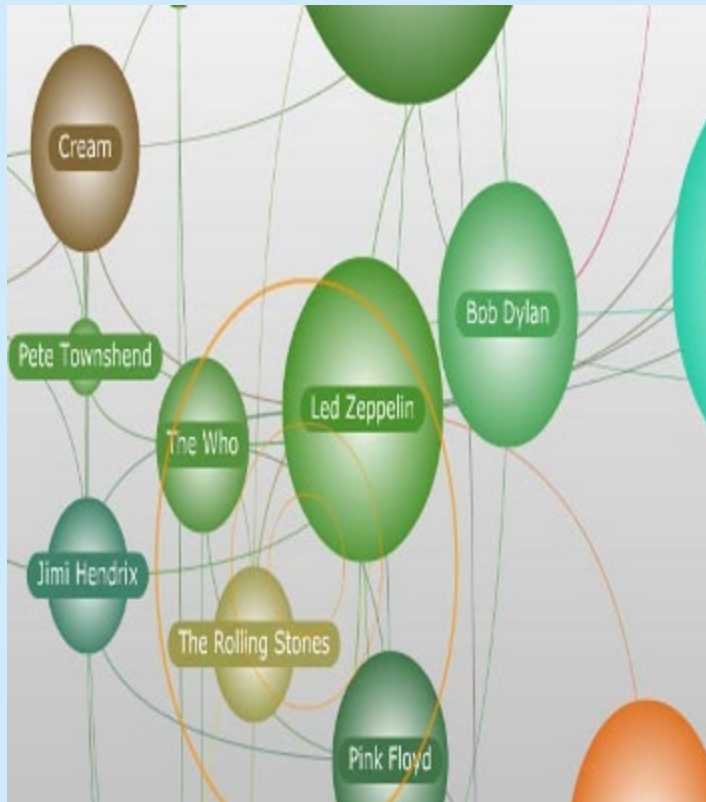 Cream
Bob Dylan
Pete Townshend
Led Zeppelin
The Who
Jimi Hendrix
The Rolling Stones
Pink Floyd